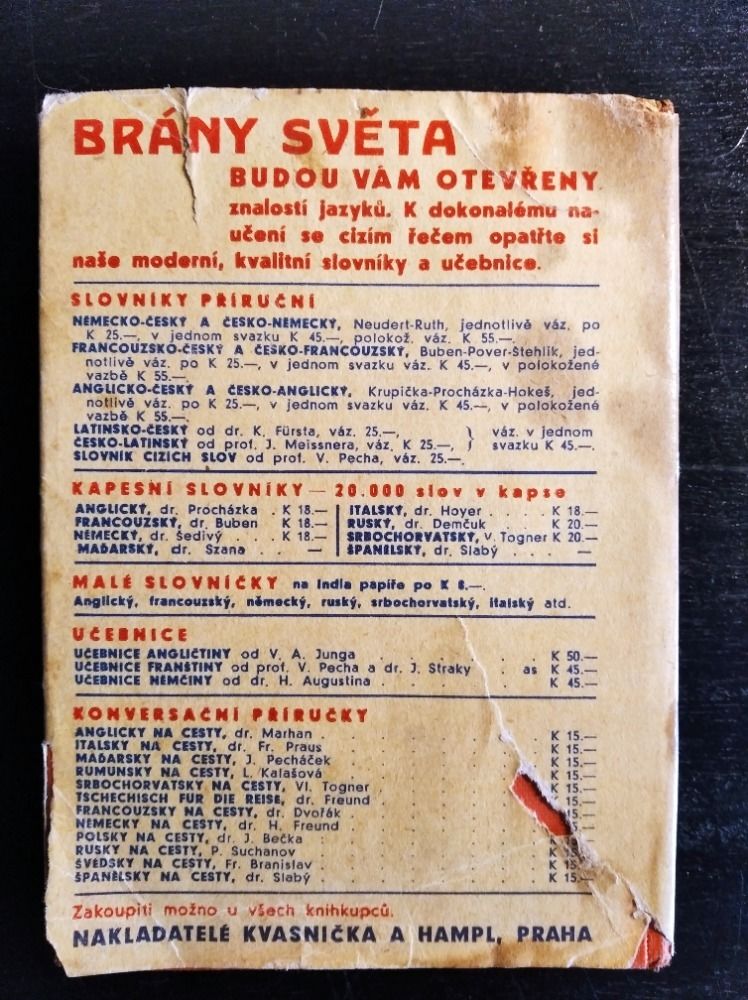 BRÁNY SVĚTA
BUDOU VÁM OTEVŘENY
znalostí jazyků. K dokonalému na-
učení se cizím řečem opatřte si
naše moderní, kvalitní slovníky a učebnice.
SLOVNÍKY PŘÍRUČNÍ
NĚMECKO-ČESKÝ A ČESKO-NĚMECKÝ, Neudert-Ruth, jednotlivě váz. po
K 25.—, v jednom svazku K 45.—, polokož. váz. K 55.—.
FRANCOUZSKO-ČESKÝ A ČESKO-FRANCOUZSKÝ, Buben-Pover-Štehlík, jed-
notlivě váz. po K 25.—, v jednom svazku váz. K 45.—, v polokožené
vazbě K 55.—.
ANGLICKO-ČESKÝ A ČESKO-ANGLICKÝ, Krupička-Procházka-Hokeš, jed-
notlivě váz. po K 25.—, v jednom svazku váz. K 45.—, v polokožené
vazbě K 55.—.
LATINSKO-ČESKÝ od dr. K. Fürsta, váz. 25.—, } váz. v jednom
ČESKO-LATINSKÝ od prof. J. Meissnera, váz. K 25.—, } svazku K 45.—.
SLOVNÍK CIZÍCH SLOV od prof. V. Pecha, váz. 25.—.
KAPESNÍ SLOVNÍKY — 20.000 slov v kapse
ANGLICKÝ, dr. Procházka . K 18.—
FRANCOUZSKÝ, dr. Buben K 18.—
NĚMECKÝ, dr. Šedivý . K 18.—
MAĎARSKÝ, dr. Szana . . —
ITALSKÝ, dr. Hoyer . . . . K 18.—
RUSKÝ, dr. Demčuk . . K 20.—
SRBOCHORVATSKÝ, V. Togner K 20.—
ŠPANĚLSKÝ, dr. Slabý . . . —
MALÉ SLOVNÍČKY na India papíře po K 8.—.
Anglický, francouzský, německý, ruský, srbochorvatský, italský atd.
UČEBNICE
UČEBNICE ANGLIČTINY od V. A. Junga . . . . . K 50.—
UČEBNICE FRANŠTINY od prof. V. Pecha a dr. J. Straky . as K 45.—
UČEBNICE NĚMČINY od dr. H. Augustina . . . . . K 45.—
KONVERSAČNÍ PŘÍRUČKY
ANGLICKY NA CESTY, dr. Marhan K 15.—
ITALSKY NA CESTY, dr. Fr. Praus K 15.—
MAĎARSKY NA CESTY, J. Pecháček K 15.—
RUMUNSKY NA CESTY, L. Kalašová K 15.—
SRBOCHORVATSKY NA CESTY, Vl. Togner K 15.—
TSCHECHISCH FÜR DIE REISE, dr. Freund 15.—
FRANCOUZSKY NA CESTY, dr. Dvořák 15.—
NĚMECKY NA CESTY, dr. H. Freund 5.—
POLSKY NA CESTY, dr. J. Bečka
RUSKY NA CESTY, P. Suchanov K
ŠVÉDSKY NA CESTY, Fr. Branislav K 15.—
ŠPANĚLSKY NA CESTY, dr. Slabý K 15.—
Zakoupiti možno u všech knihkupců.
NAKLADATELÉ KVASNIČKA A HAMPL, PRAHA